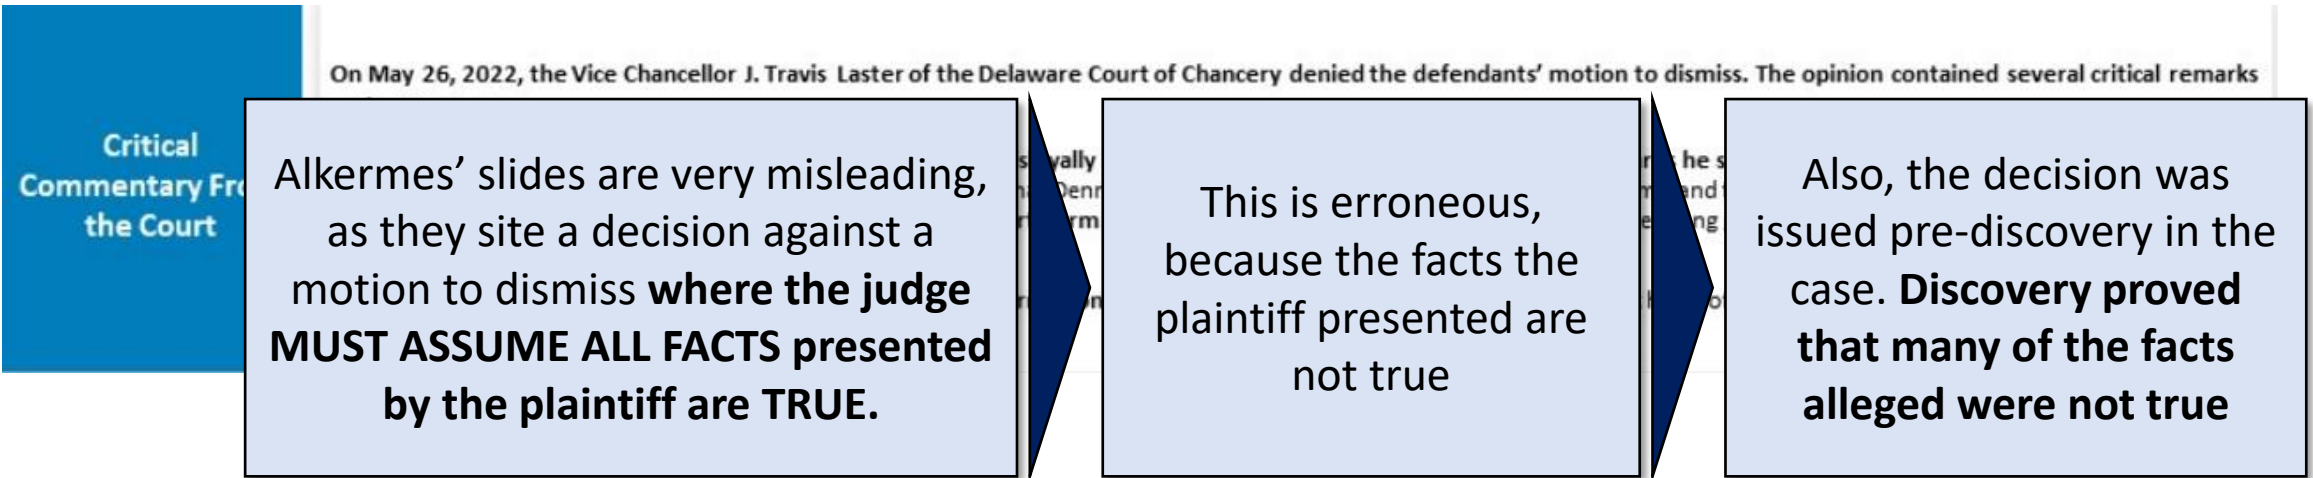 On May 26, 2022, the Vice Chancellor J. Travis Laster of the Delaware Court of Chancery denied the defendants' motion to dismiss. The opinion contained several critical remarks
Critical
Commentary
the Court
Alkermes’ slides are very misleading,
as they site a decision against a
motion to dismiss where the judge
MUST ASSUME ALL FACTS presented
by the plaintiff are TRUE.
This is erroneous,
because the facts the
plaintiff presented are
not true
he
and
Also, the decision was
issued pre-discovery in the
case. Discovery proved
that many of the facts
alleged were not true